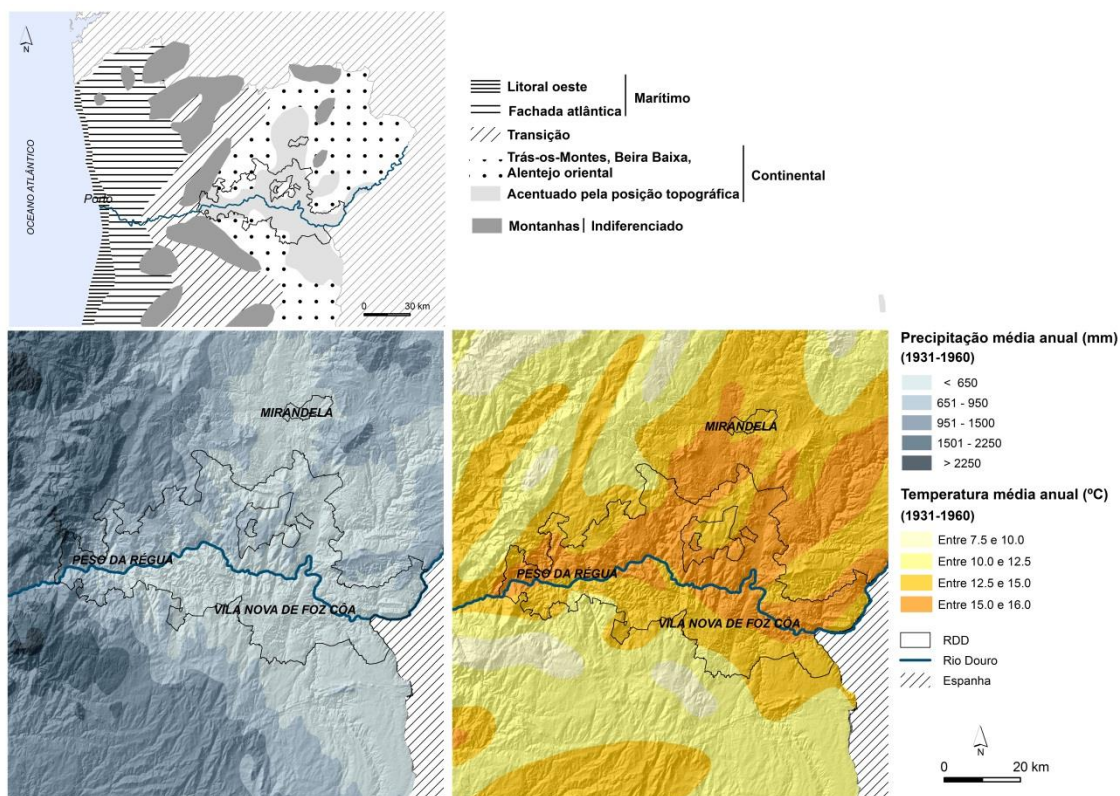 N
OCEANO ATLÂNTICO
Porto
0 30 km
Litoral oeste
Fachada atlântica
Marítimo
Transição
Trás-os-Montes, Beira Baixa,
Alentejo oriental
Acentuado pela posição topográfica
Continental
Montanhas
Indiferenciado
MIRANDELA
PESO DA RÉGUA
VILA NOVA DE FOZ CÔA
MIRANDELA
PESO DA RÉGUA
VILA NOVA DE FOZ CÔA
Precipitação média anual (mm)
(1931-1960)
< 650
651 - 950
951 - 1500
1501 - 2250
> 2250
Temperatura média anual (ºC)
(1931-1960)
Entre 7.5 e 10.0
Entre 10.0 e 12.5
Entre 12.5 e 15.0
Entre 15.0 e 16.0
RDD
Rio Douro
Espanha
N
0 20 km